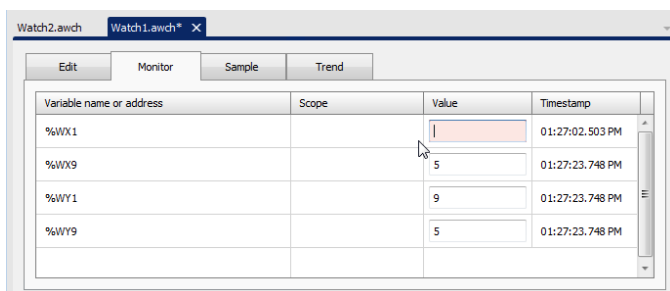 Watch2.awch Watch1.awch* X
Edit Monitor Sample Trend
Variable name or address Scope Value Timestamp
%WX1 01:27:02.503 PM
%WX9 5 01:27:23.748 PM
%WY1 9 01:27:23.748 PM
%WY9 5 01:27:23.748 PM